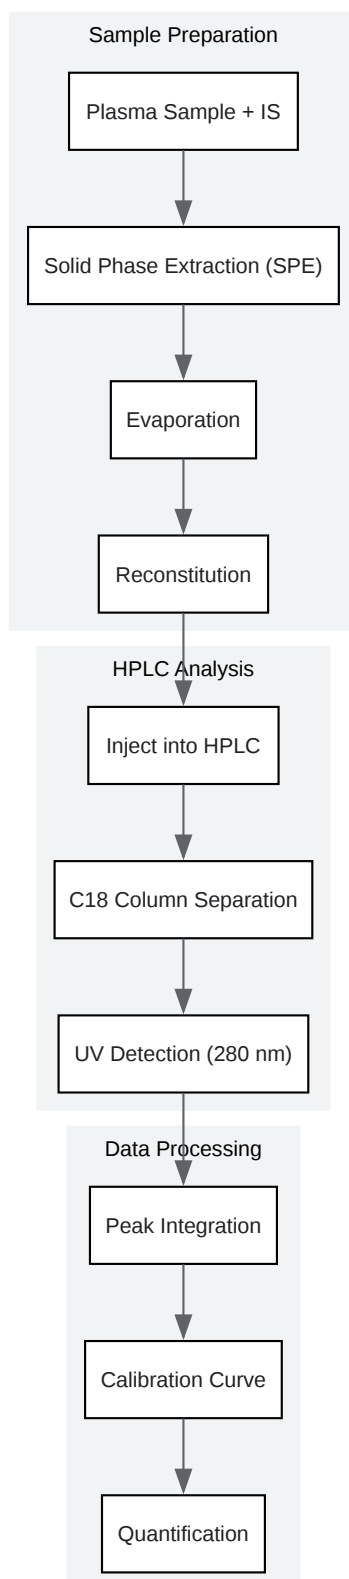 Sample Preparation
Plasma Sample + IS
Solid Phase Extraction (SPE)
Evaporation
Reconstitution
HPLC Analysis
Inject into HPLC
C18 Column Separation
UV Detection (280 nm)
Data Processing
Peak Integration
Calibration Curve
Quantification